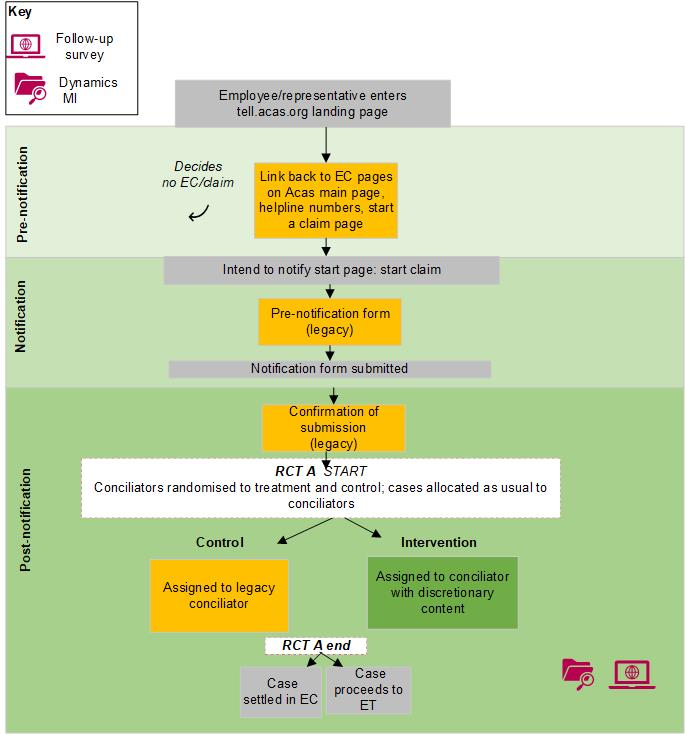 Key
Follow-up
survey
Dynamics
MI
Employee/representative enters
tell.acas.org landing page
Pre-notification
Decides
no EC/claim
Link back to EC pages
on Acas main page,
helpline numbers, start
a claim page
Notification
Intend to notify start page: start claim
Pre-notification form
(legacy)
Notification form submitted
Post-notification
Confirmation of
submission
(legacy)
RCT A START
Conciliators randomised to treatment and control; cases allocated as usual to
conciliators
Control
Intervention
Assigned to legacy
conciliator
Assigned to conciliator
with discretionary
content
RCT A end
Case
settled in EC
Case
proceeds to
ET